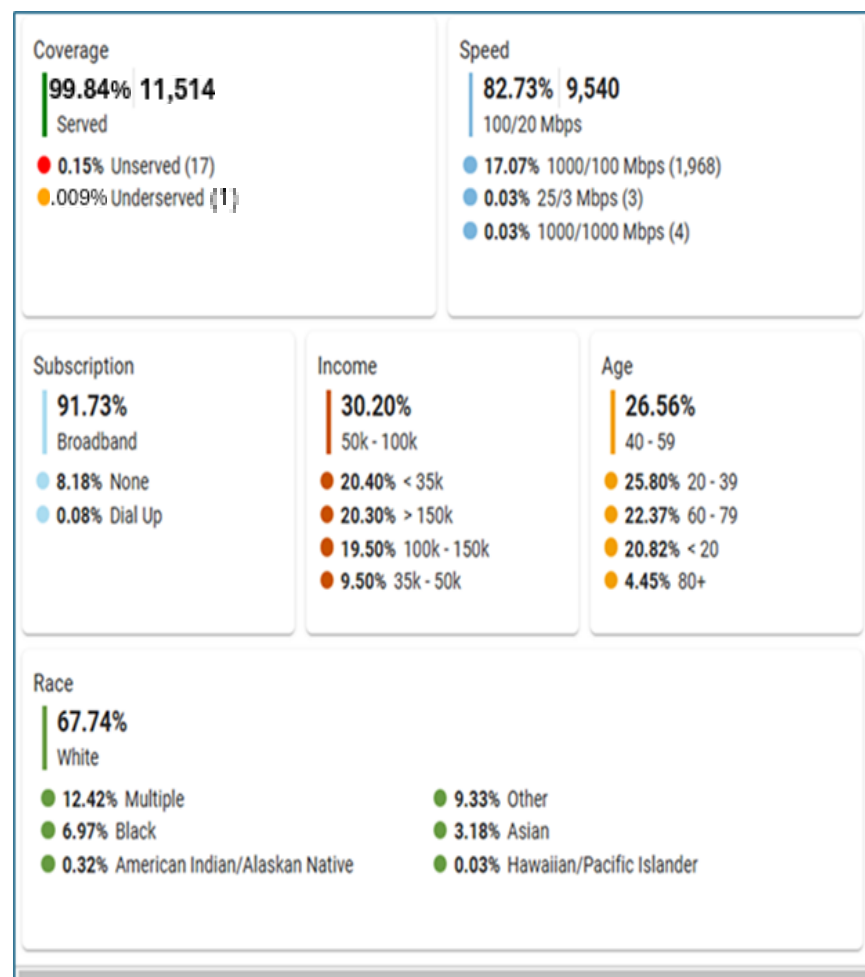 Coverage
99.84% 11,514
Served
0.15% Unserved (17)
.009% Underserved (1)
Speed
82.73% 9,540
100/20 Mbps
17.07% 1000/100 Mbps (1,968)
0.03% 25/3 Mbps (3)
0.03% 1000/1000 Mbps (4)
Subscription
91.73%
Broadband
8.18% None
0.08% Dial Up
Income
30.20%
50k - 100k
20.40% < 35k
20.30% > 150k
19.50% 100k - 150k
9.50% 35k - 50k
Age
26.56%
40 - 59
25.80% 20 - 39
22.37% 60 - 79
20.82% < 20
4.45% 80+
Race
67.74%
White
12.42% Multiple
6.97% Black
0.32% American Indian/Alaskan Native
9.33% Other
3.18% Asian
0.03% Hawaiian/Pacific Islander